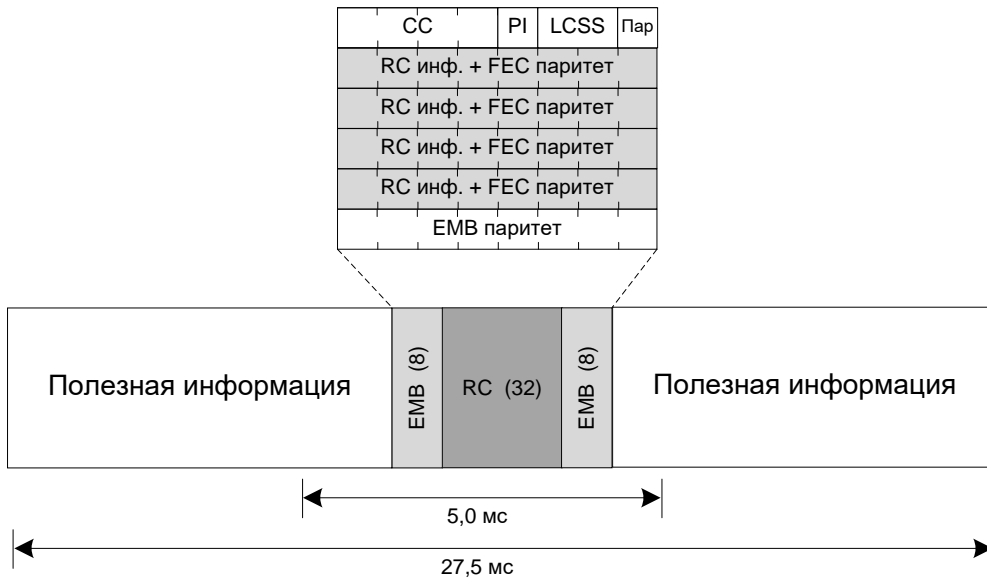 CC PI LCSS Пар
RC инф. + FEC паритет
RC инф. + FEC паритет
RC инф. + FEC паритет
RC инф. + FEC паритет
EMB паритет
Полезная информация
EMB (8)
RC (32)
EMB (8)
Полезная информация
5,0 мс
27,5 мс